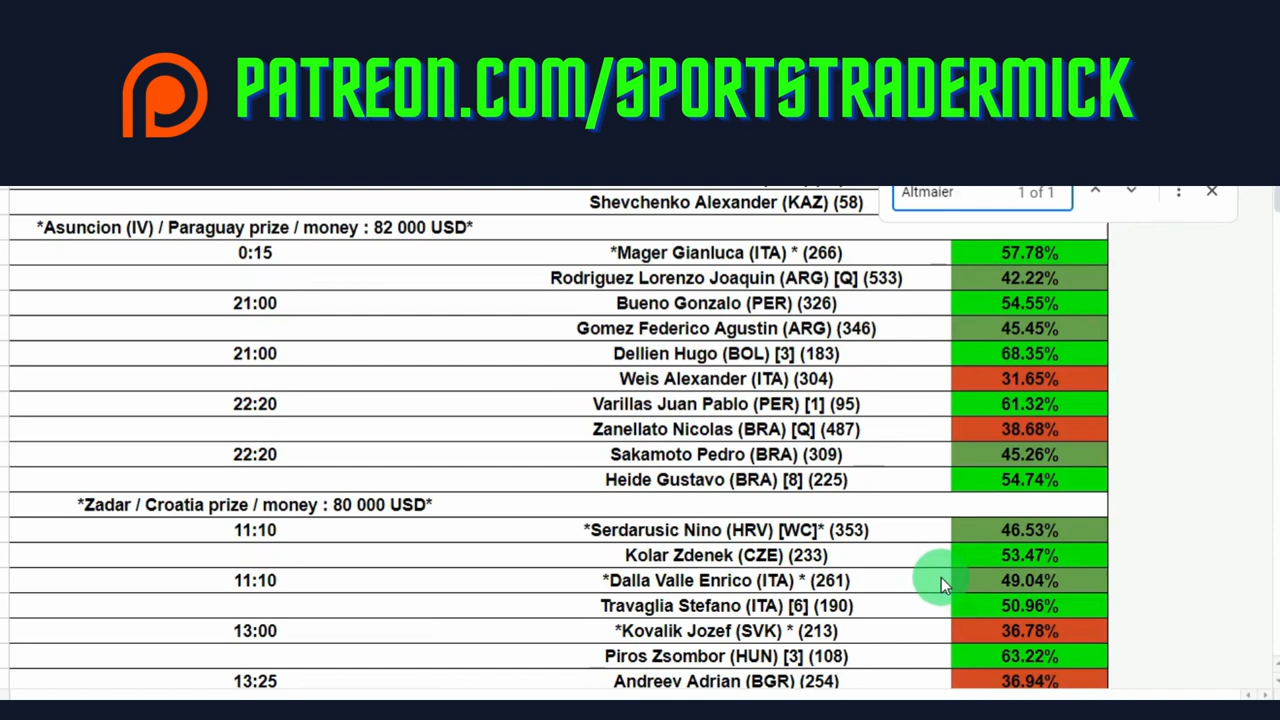 PATREON.COM/SPORTSTRADERMICK
Altmaier 1 of 1
Shevchenko Alexander (KAZ) (58)
*Asuncion (IV) / Paraguay prize / money : 82 000 USD*
0:15 *Mager Gianluca (ITA) * (266) 57.78%
Rodriguez Lorenzo Joaquin (ARG) [Q] (533) 42.22%
21:00 Bueno Gonzalo (PER) (326) 54.55%
Gomez Federico Agustin (ARG) (346) 45.45%
21:00 Dellien Hugo (BOL) [3] (183) 68.35%
Weis Alexander (ITA) (304) 31.65%
22:20 Varillas Juan Pablo (PER) [1] (95) 61.32%
Zanellato Nicolas (BRA) [Q] (487) 38.68%
22:20 Sakamoto Pedro (BRA) (309) 45.26%
Heide Gustavo (BRA) [8] (225) 54.74%
*Zadar / Croatia prize / money : 80 000 USD*
11:10 *Serdarusic Nino (HRV) [WC]* (353) 46.53%
Kolar Zdenek (CZE) (233) 53.47%
11:10 *Dalla Valle Enrico (ITA) * (261) 49.04%
Travaglia Stefano (ITA) [6] (190) 50.96%
13:00 *Kovalik Jozef (SVK) * (213) 36.78%
Piros Zsombor (HUN) [3] (108) 63.22%
13:25 Andreev Adrian (BGR) (254) 36.94%